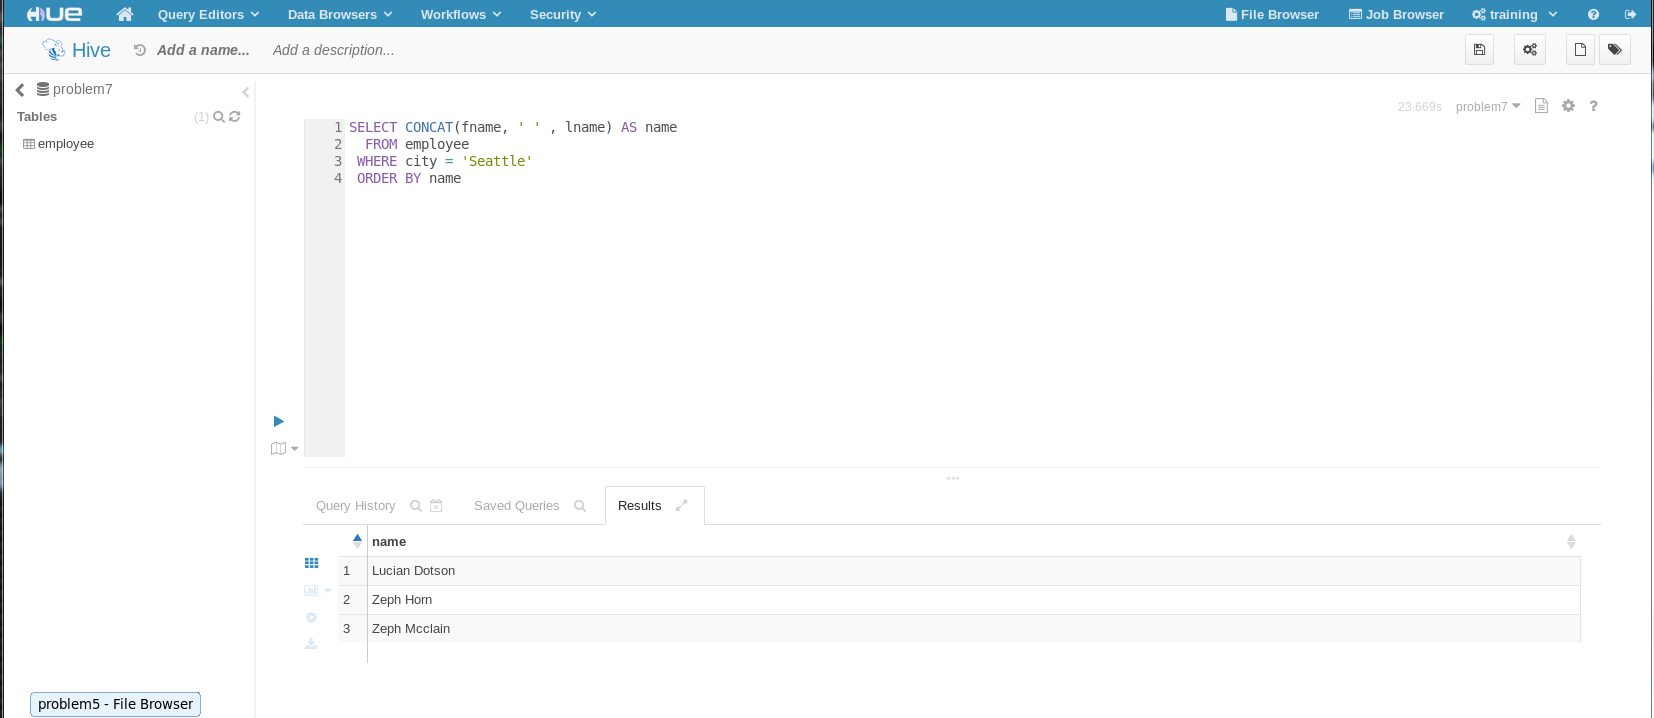 HUE Query Editors Data Browsers Workflows Security File Browser Job Browser training
Hive Add a name... Add a description...
problem7
Tables (1)
employee
23.669s problem7
1 SELECT CONCAT(fname, ' ' , lname) AS name
2 FROM employee
3 WHERE city = 'Seattle'
4 ORDER BY name
Query History Saved Queries Results
name
1 Lucian Dotson
2 Zeph Horn
3 Zeph Mcclain
problem5 - File Browser